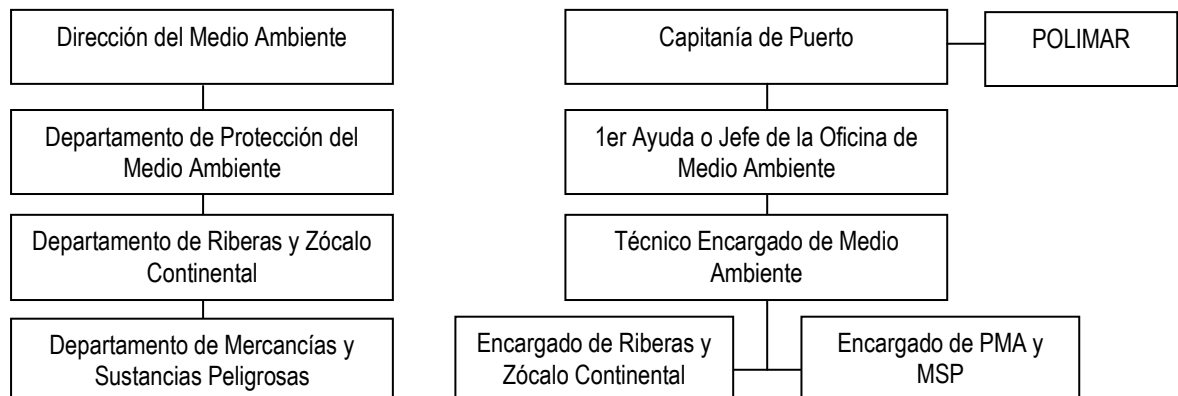 Dirección del Medio Ambiente
Departamento de Protección del
Medio Ambiente
Departamento de Riberas y Zócalo
Continental
Departamento de Mercancías y
Sustancias Peligrosas
Capitanía de Puerto
POLIMAR
1er Ayuda o Jefe de la Oficina de
Medio Ambiente
Técnico Encargado de Medio
Ambiente
Encargado de Riberas y
Zócalo Continental
Encargado de PMA y
MSP